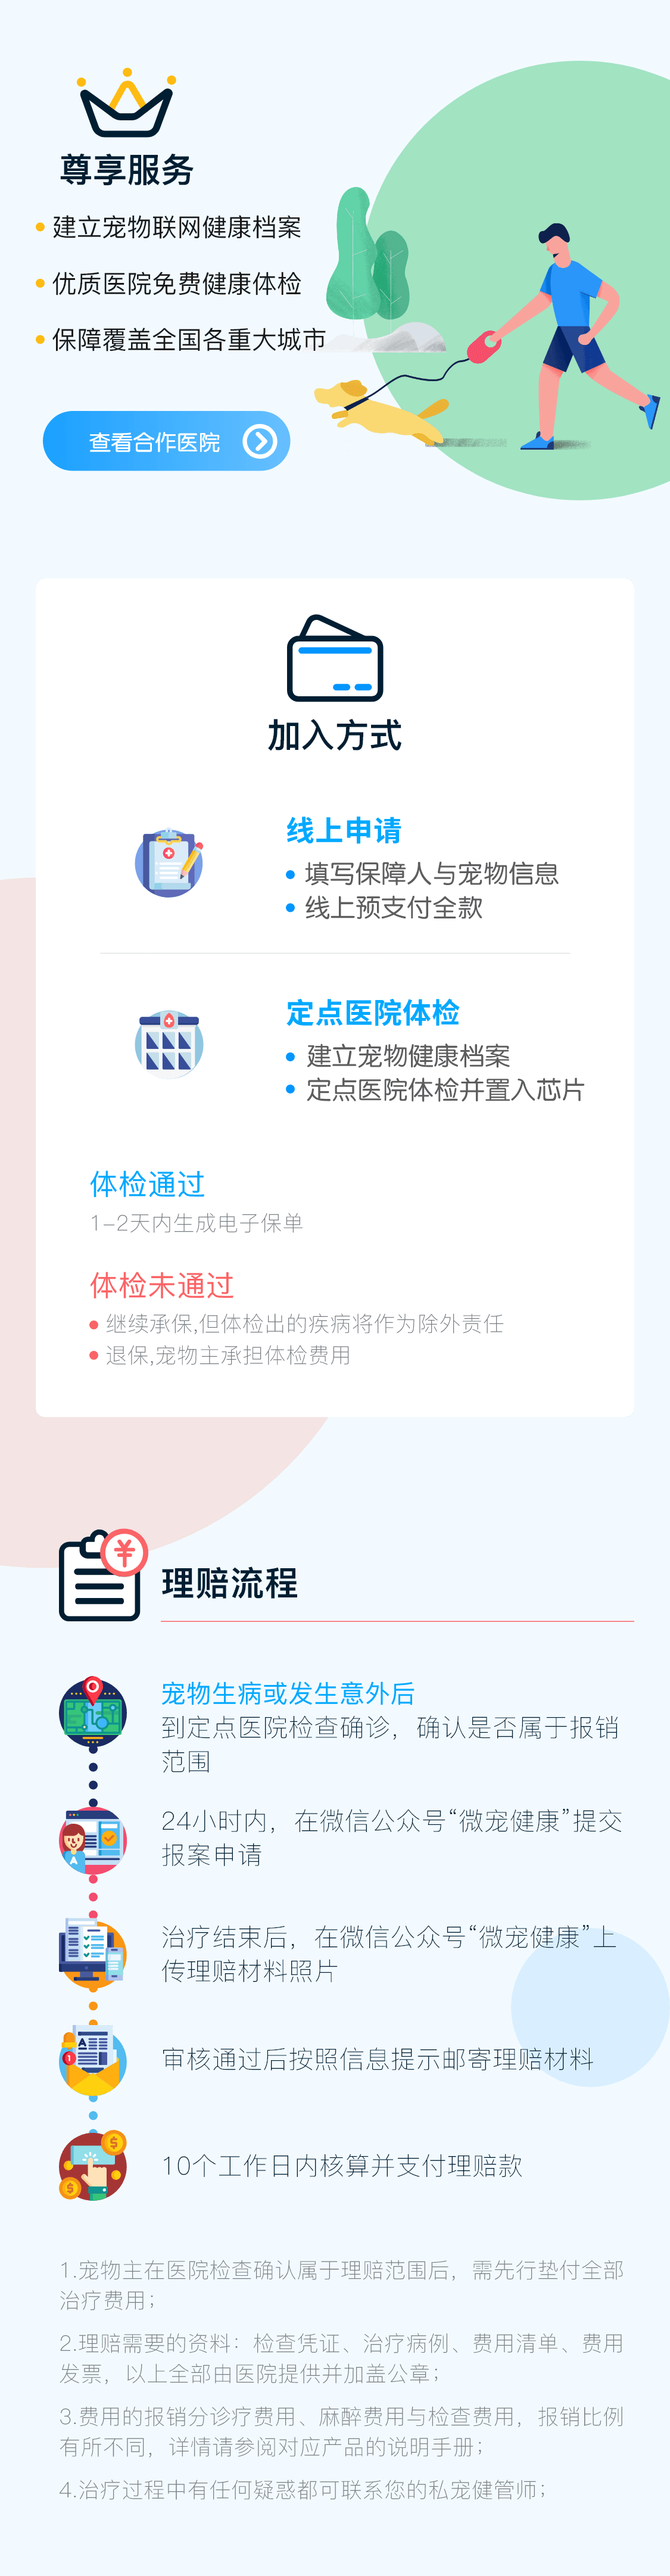 尊享服务
建立宠物联网健康档案
优质医院免费健康体检
保障覆盖全国各重大城市
查看合作医院
加入方式
线上申请
填写保障人与宠物信息
线上预支付全款
定点医院体检
建立宠物健康档案
定点医院体检并置入芯片
体检通过
1-2天内生成电子保单
体检未通过
继续承保,但体检出的疾病将作为除外责任
退保,宠物主承担体检费用
¥
理赔流程
宠物生病或发生意外后
到定点医院检查确诊，确认是否属于报销
范围
24小时内，在微信公众号“微宠健康”提交
报案申请
治疗结束后，在微信公众号“微宠健康”上
传理赔材料照片
审核通过后按照信息提示邮寄理赔材料
10个工作日内核算并支付理赔款
1.宠物主在医院检查确认属于理赔范围后，需先行垫付全部
治疗费用；
2.理赔需要的资料：检查凭证、治疗病例、费用清单、费用
发票，以上全部由医院提供并加盖公章；
3.费用的报销分诊疗费用、麻醉费用与检查费用，报销比例
有所不同，详情请参阅对应产品的说明手册；
4.治疗过程中有任何疑惑都可联系您的私宠健管师；